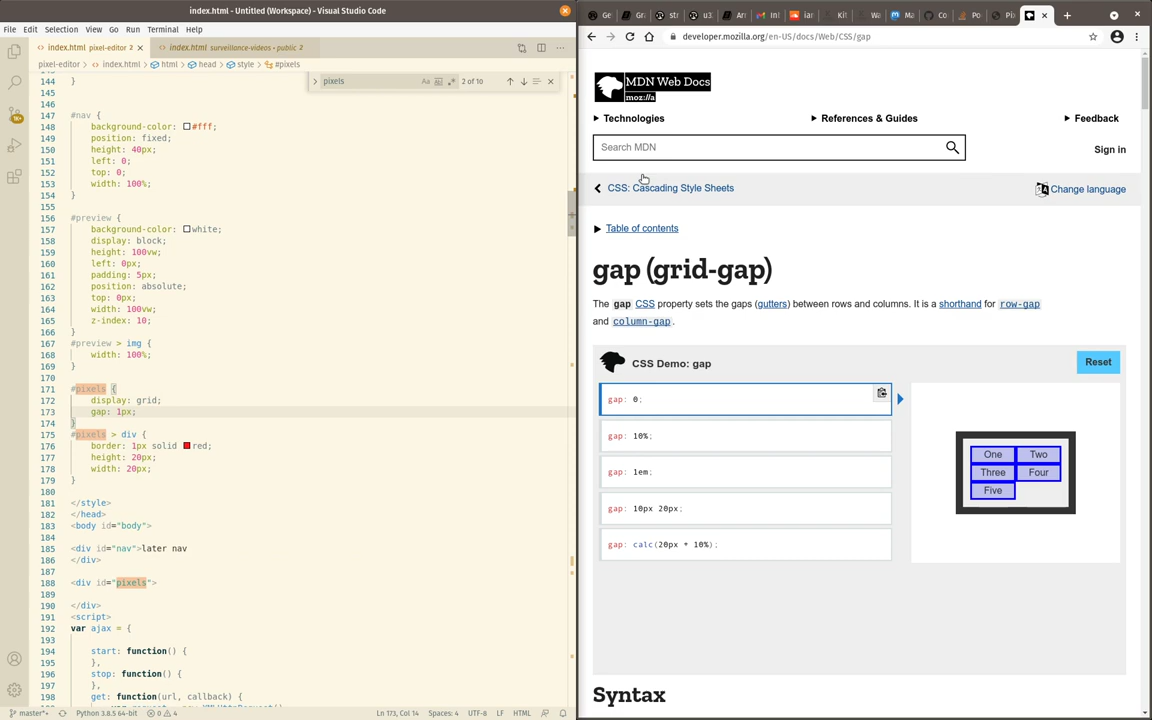 index.html - Untitled (Workspace) - Visual Studio Code
File Edit Selection View Go Run Terminal Help
index.html pixel-editor 2
index.html surveillance-videos - public 2
pixel-editor > index.html > html > head > style > #pixels
pixels
2 of 10
144 }
145
146
147 #nav {
148 background-color: #fff;
149 position: fixed;
150 height: 40px;
151 left: 0;
152 top: 0;
153 width: 100%;
154 }
155
156 #preview {
157 background-color: white;
158 display: block;
159 height: 100vw;
160 left: 0px;
161 padding: 5px;
162 position: absolute;
163 top: 0px;
164 width: 100vw;
165 z-index: 10;
166 }
167 #preview > img {
168 width: 100%;
169 }
170
171 #pixels {
172 display: grid;
173 gap: 1px;
174 }
175 #pixels > div {
176 border: 1px solid red;
177 height: 20px;
178 width: 20px;
179 }
180
181 </style>
182 </head>
183 <body id="body">
184
185 <div id="nav">later nav
186 </div>
187
188 <div id="pixels">
189
190 </div>
191 <script>
192 var ajax = {
193
194 start: function() {
195 },
196 stop: function() {
197 },
198 get: function(url, callback) {
master*
Python 3.8.5 64-bit
0 4
Ln 173, Col 14
Spaces: 4
UTF-8
LF
HTML
developer.mozilla.org/en-US/docs/Web/CSS/gap
MDN Web Docs
moz://a
Technologies
References & Guides
Feedback
Search MDN
Sign in
CSS: Cascading Style Sheets
Change language
Table of contents
gap (grid-gap)
The gap CSS property sets the gaps (gutters) between rows and columns. It is a shorthand for row-gap
and column-gap.
CSS Demo: gap
Reset
gap: 0;
gap: 10%;
gap: 1em;
gap: 10px 20px;
gap: calc(20px + 10%);
One Two
Three Four
Five
Syntax